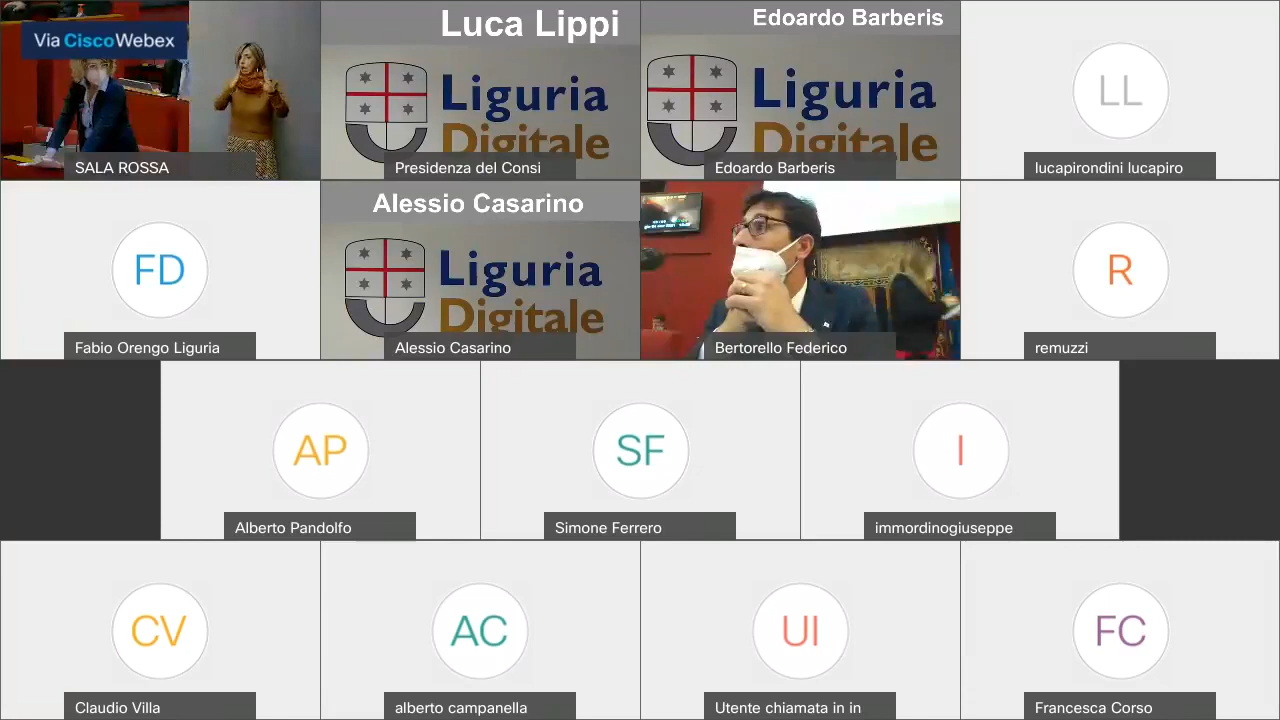 Via Cisco Webex
SALA ROSSA
Luca Lippi
Liguria
Digitale
Presidenza del Consi
Edoardo Barberis
Liguria
Digitale
Edoardo Barberis
LL
lucapirondini lucapiro
FD
Fabio Orengo Liguria
Alessio Casarino
Liguria
Digitale
Alessio Casarino
Bertorello Federico
R
remuzzi
AP
Alberto Pandolfo
SF
Simone Ferrero
I
immordinogiuseppe
CV
Claudio Villa
AC
alberto campanella
UI
Utente chiamata in in
FC
Francesca Corso